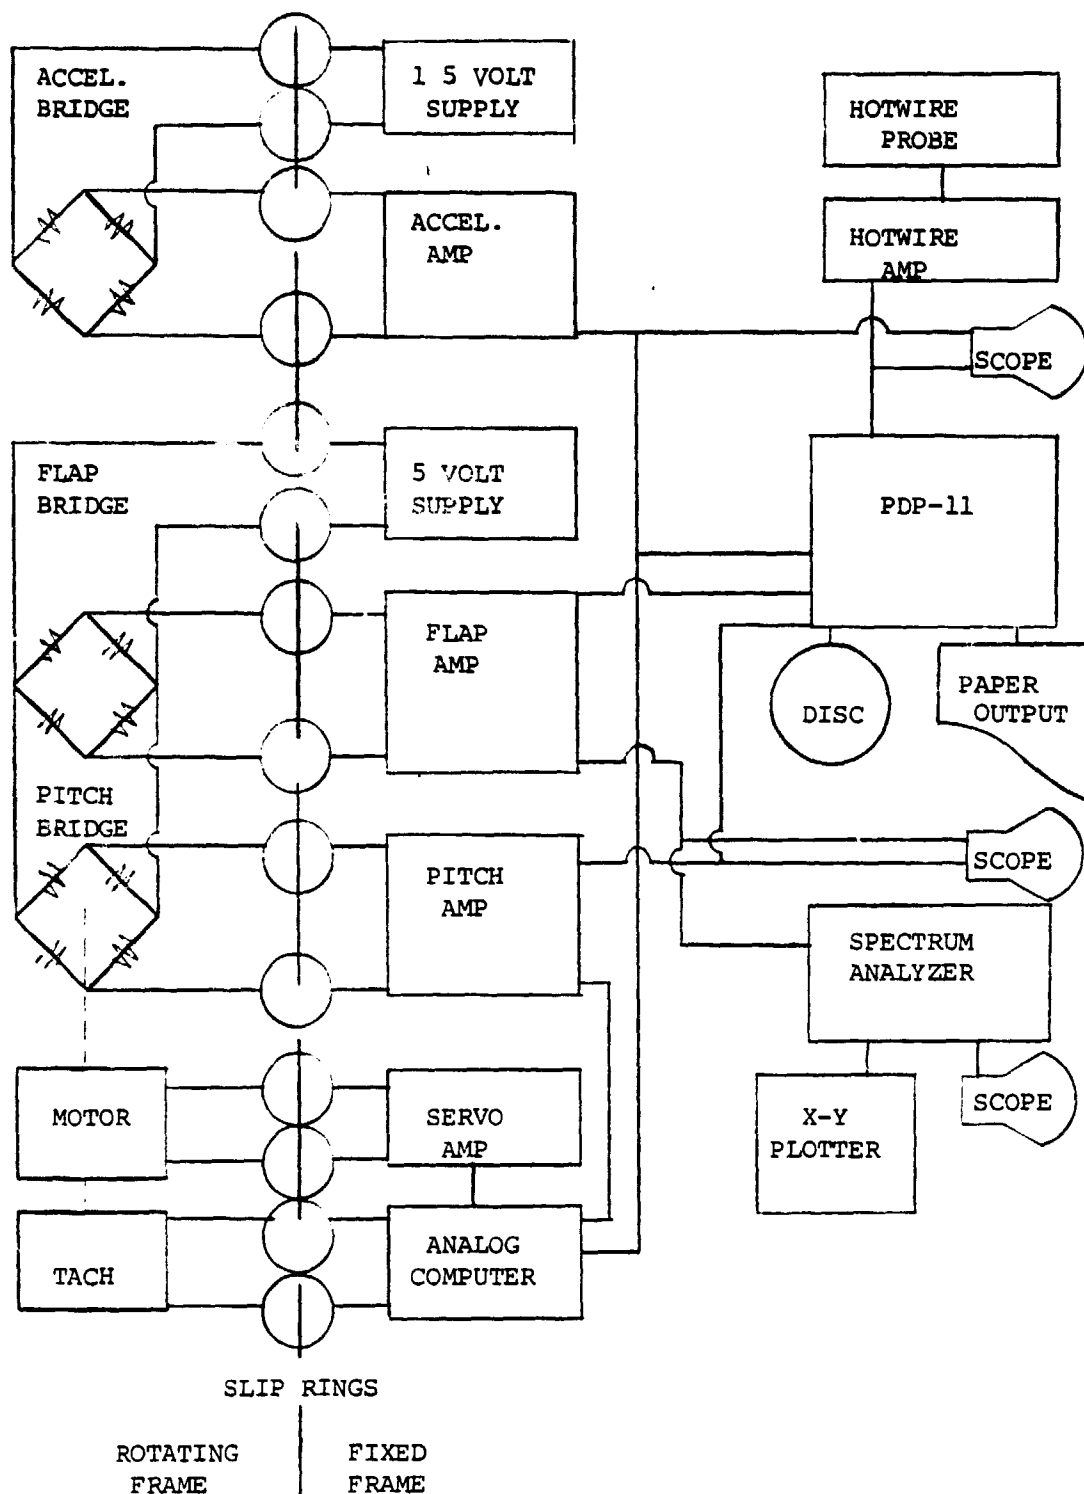 ACCEL.
BRIDGE
1 5 VOLT
SUPPLY
HOTWIRE
PROBE
ACCEL.
AMP
HOTWIRE
AMP
SCOPE
FLAP
BRIDGE
5 VOLT
SUPPLY
PDP-11
FLAP
AMP
DISC
PAPER
OUTPUT
PITCH
BRIDGE
PITCH
AMP
SCOPE
SPECTRUM
ANALYZER
MOTOR
SERVO
AMP
X-Y
PLOTTER
SCOPE
TACH
ANALOG
COMPUTER
SLIP RINGS
ROTATING
FRAME
FIXED
FRAME